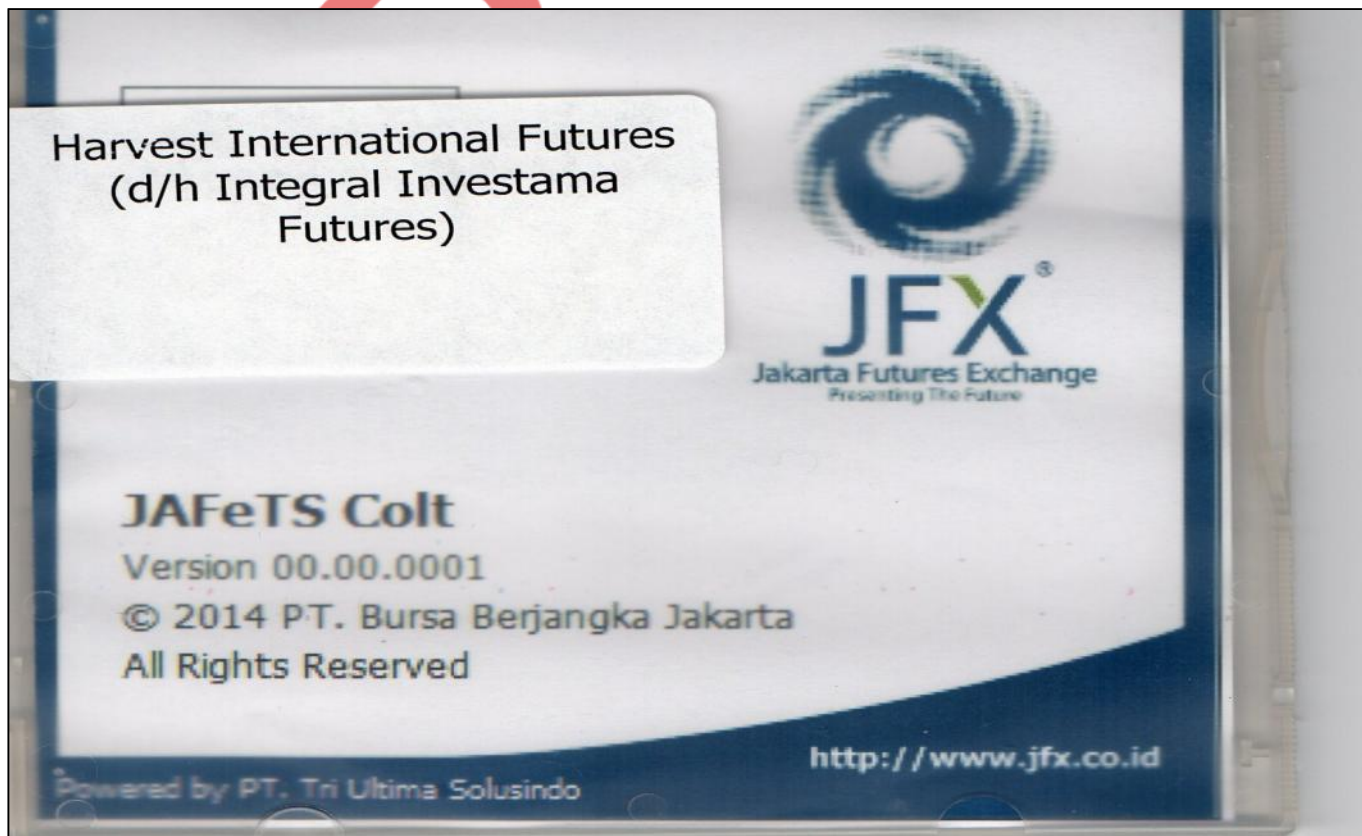 Harvest International Futures
(d/h Integral Investama
Futures)
JFX®
Jakarta Futures Exchange
Presenting The Future
JAFeTS Colt
Version 00.00.0001
© 2014 PT. Bursa Berjangka Jakarta
All Rights Reserved
http://www.jfx.co.id
Powered by PT. Tri Ultima Solusindo